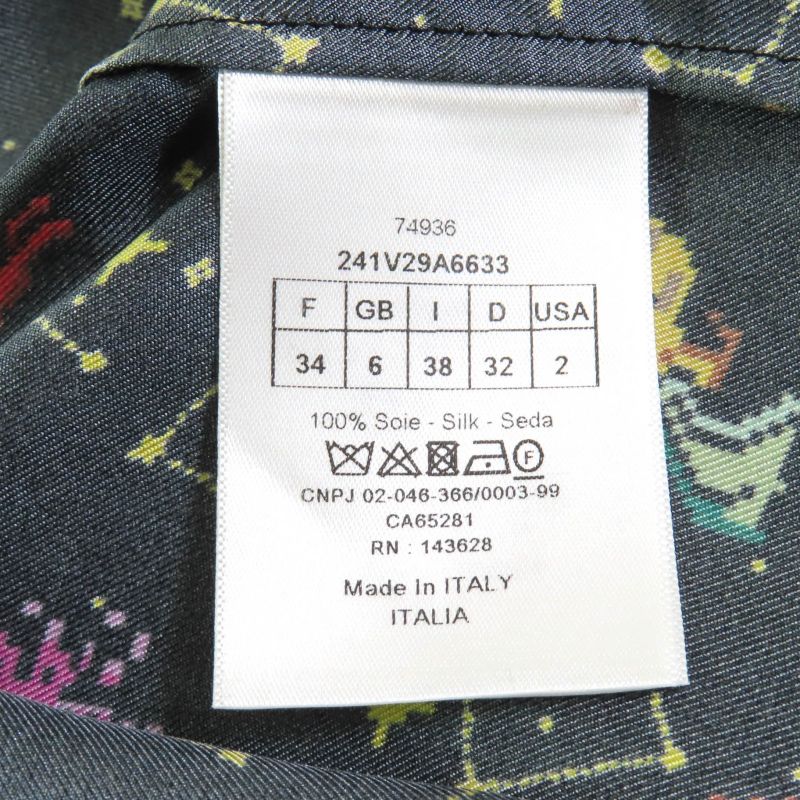 74936
241V29A6633
F GB I D USA
34 6 38 32 2
100% Soie - Silk - Seda
F
CNPJ 02-046-366/0003-99
CA65281
RN : 143628
Made In ITALY
ITALIA